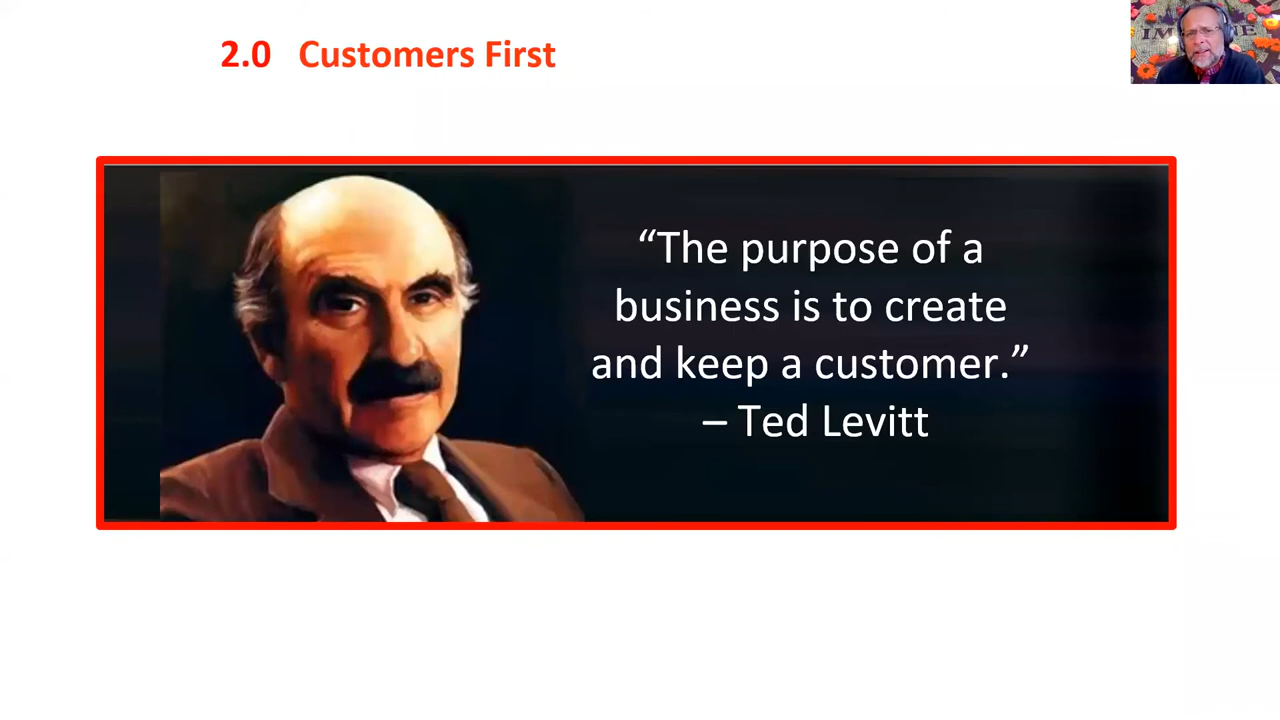 2.0 Customers First
“The purpose of a
business is to create
and keep a customer.”
– Ted Levitt